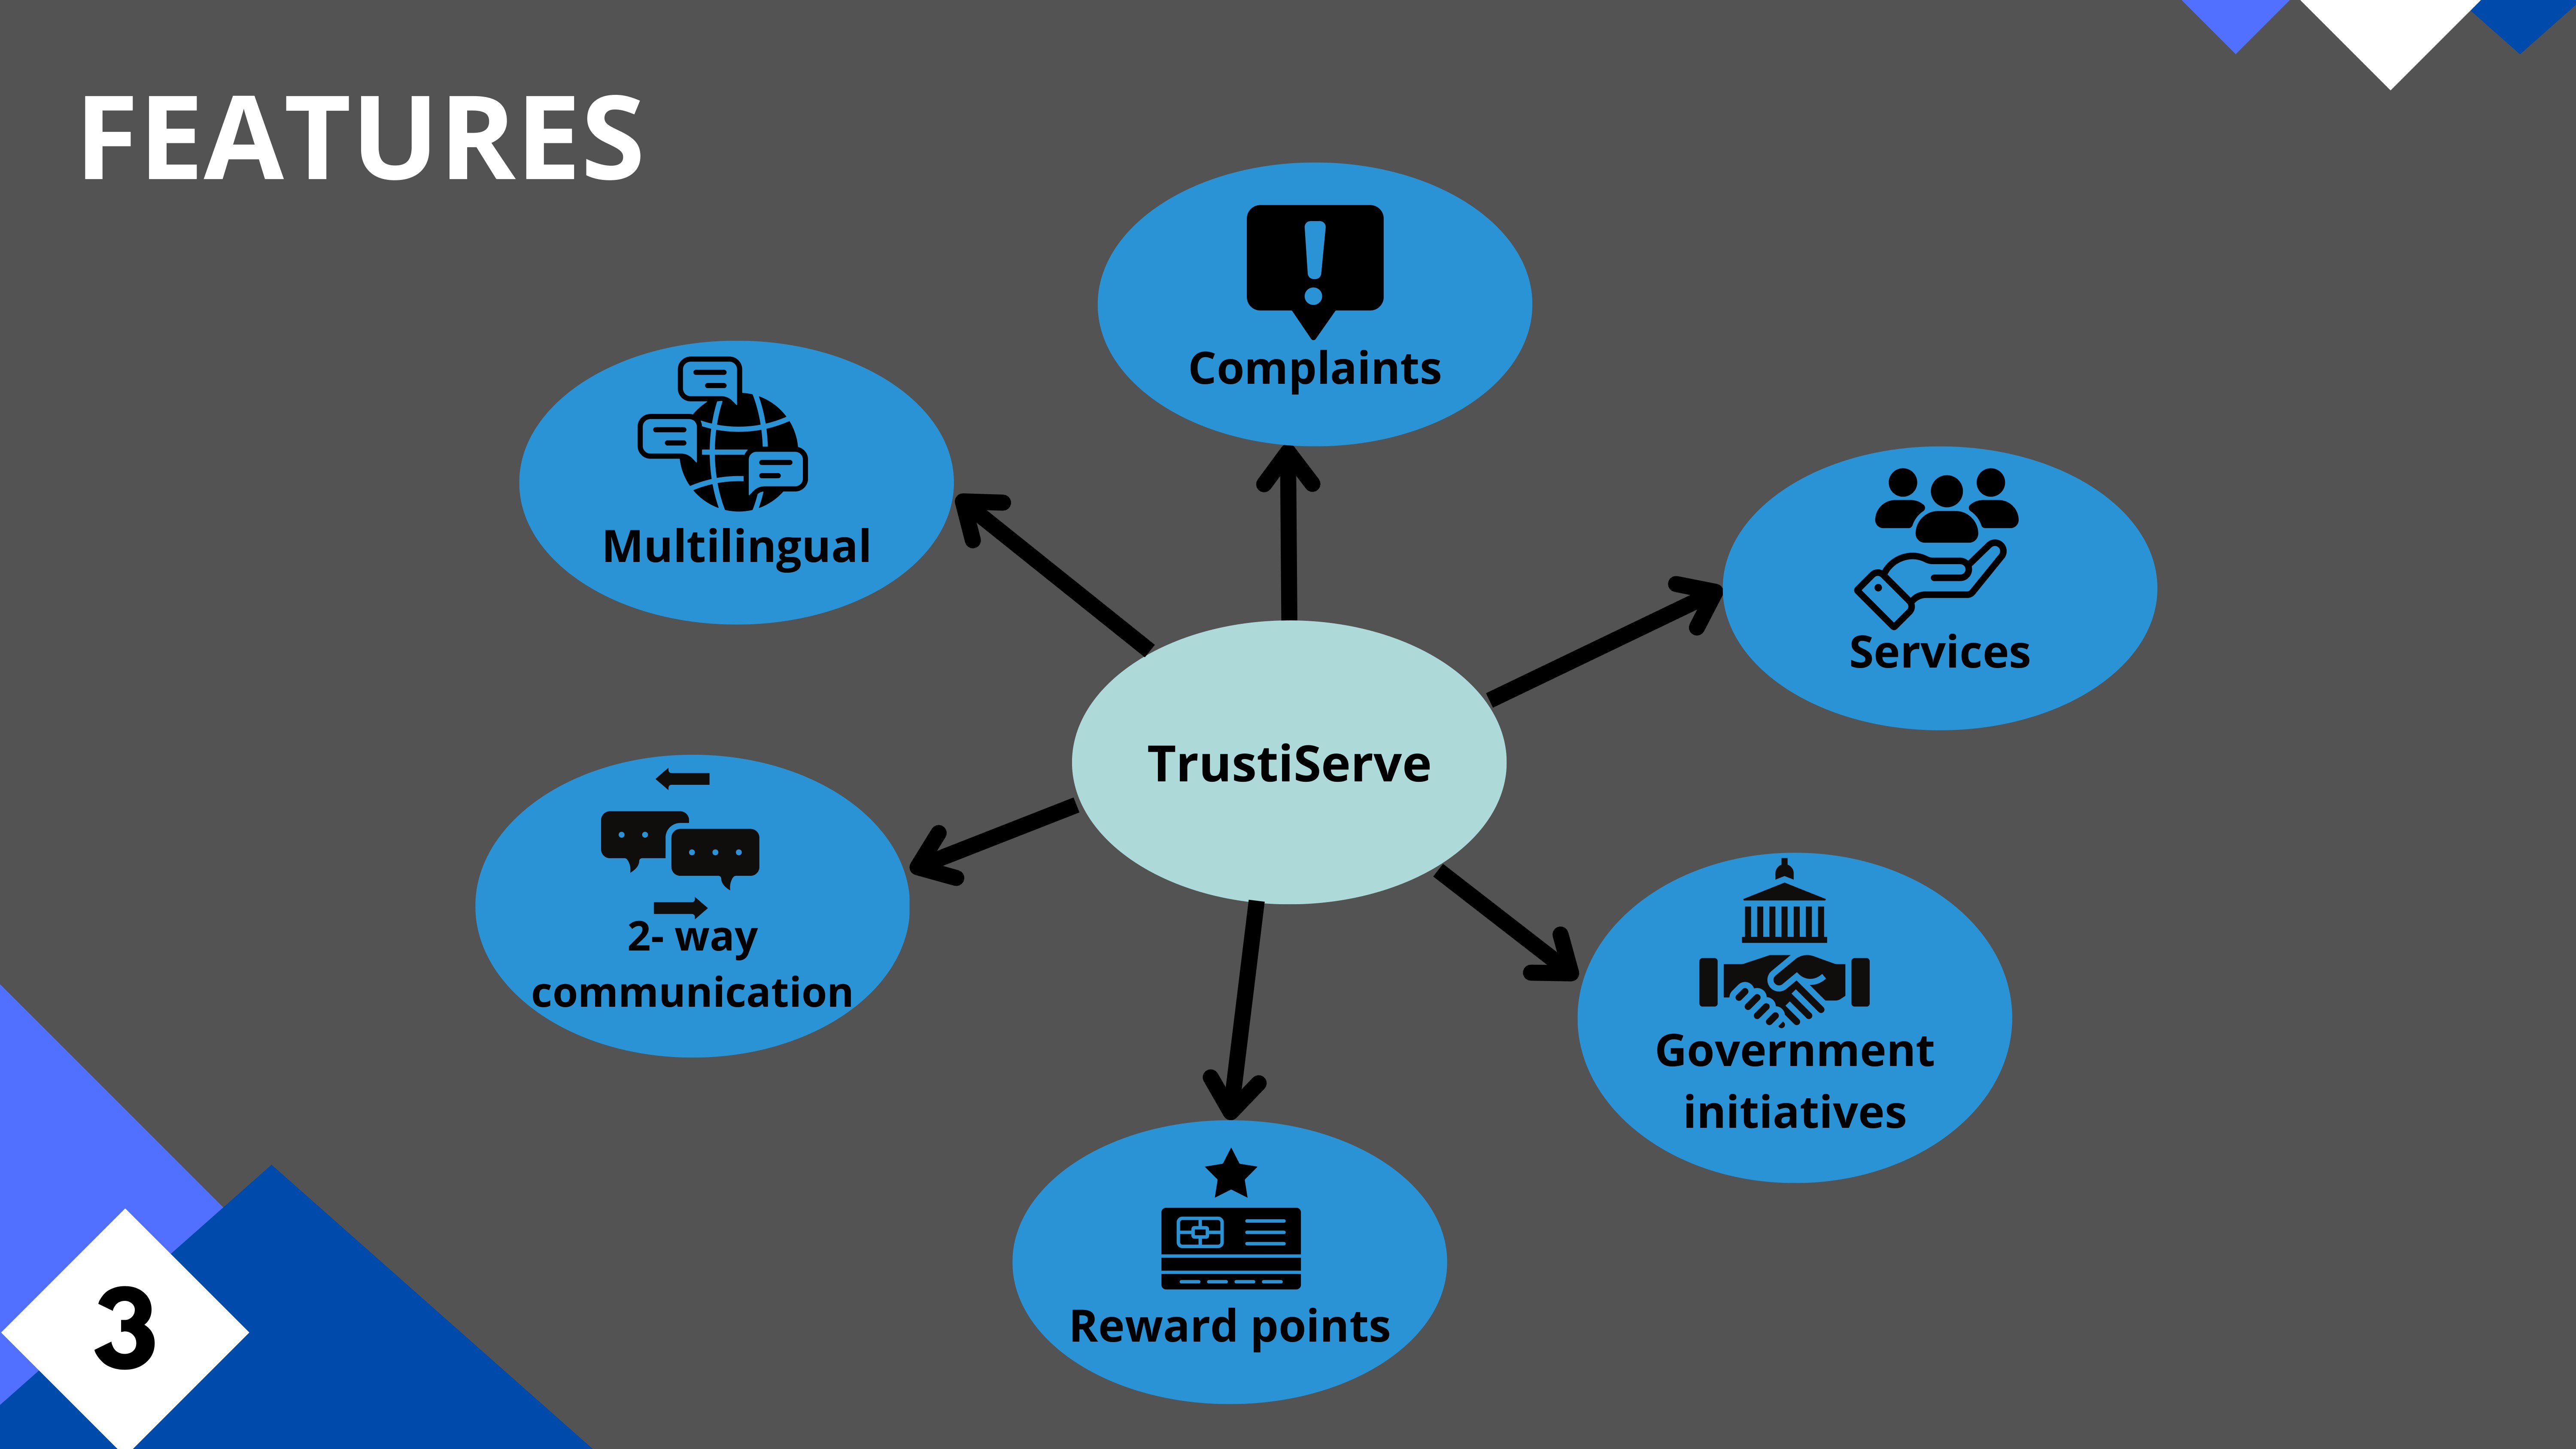 FEATURES
Complaints
Multilingual
Services
TrustiServe
2- way
communication
Government
initiatives
Reward points
3